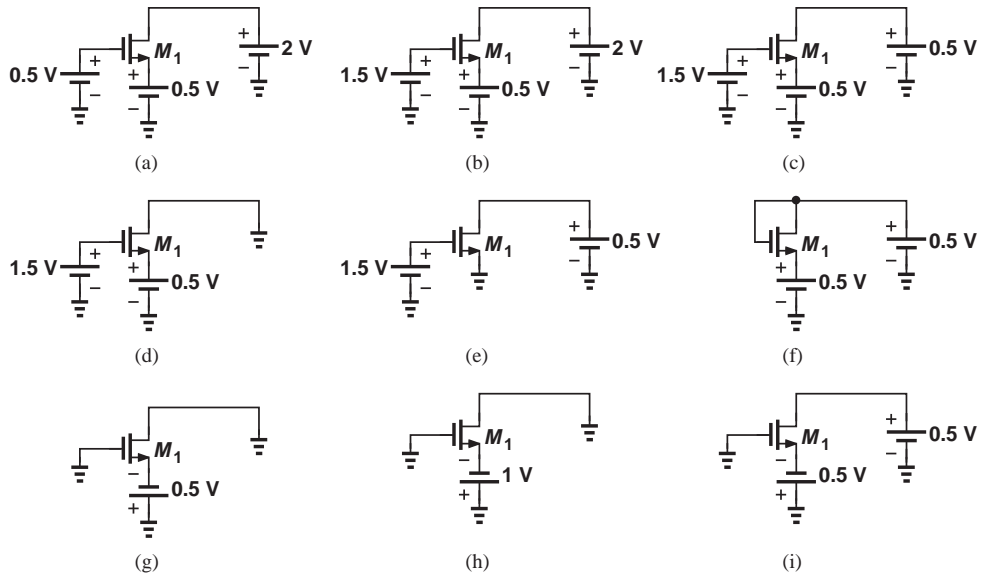 + M1 + 2 V
0.5 V + −
− + 0.5 V
−
(a)
+ M1 + 2 V
1.5 V + −
− + 0.5 V
−
(b)
+ M1 + 0.5 V
1.5 V + −
− + 0.5 V
−
(c)
+ M1
1.5 V + 0.5 V
− −
(d)
+ M1 + 0.5 V
1.5 V −
−
(e)
M1 + 0.5 V
+ 0.5 V −
−
(f)
M1
− 0.5 V
+
(g)
M1
− 1 V
+
(h)
M1 + 0.5 V
− 0.5 V −
+
(i)